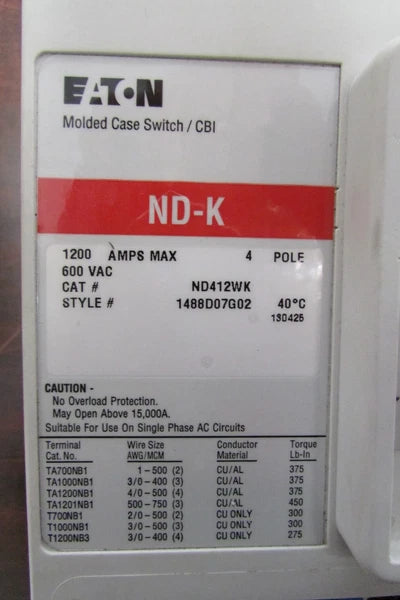 EATON
Molded Case Switch / CBI
ND-K
1200 AMPS MAX 4 POLE
600 VAC
CAT # ND412WK
STYLE # 1488D07G02 40°C
130425
CAUTION -
No Overload Protection.
May Open Above 15,000A.
Suitable For Use On Single Phase AC Circuits
Terminal Wire Size Conductor Torque
Cat. No. AWG/MCM Material Lb-In
TA700NB1 1-500 (2) CU/AL 375
TA1000NB1 3/0-400 (3) CU/AL 375
TA1200NB1 4/0-500 (4) CU/AL 375
TA1201NB1 500-750 (3) CU/AL 450
T700NB1 2/0-500 (2) CU ONLY 300
T1000NB1 3/0-500 (3) CU ONLY 300
T1200NB3 3/0-400 (4) CU ONLY 275